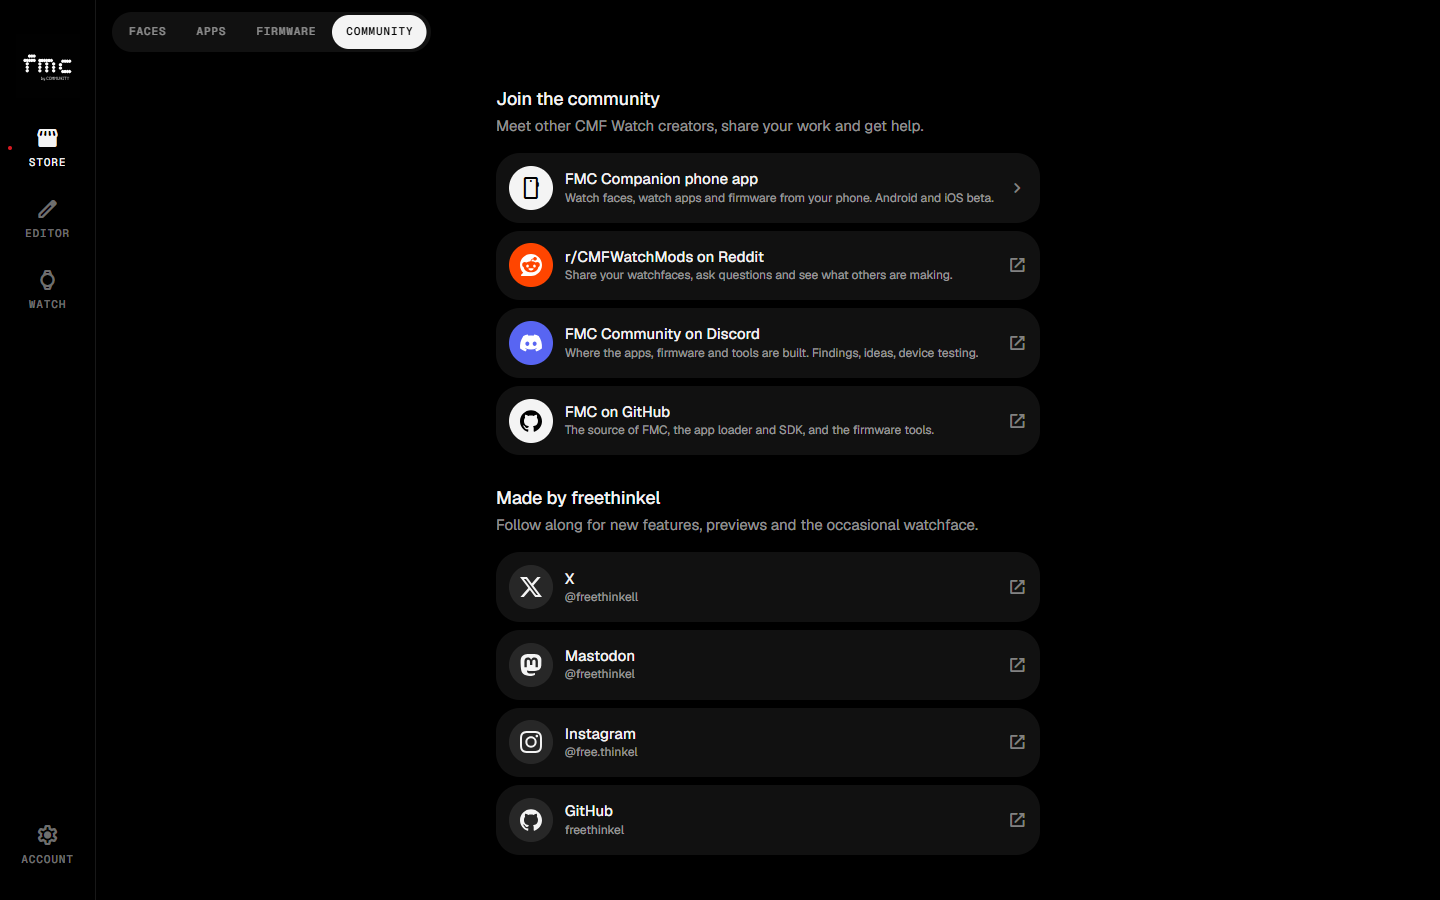 FACES
APPS
FIRMWARE
COMMUNITY
fmc
by COMMUNITY
STORE
EDITOR
WATCH
ACCOUNT
Join the community
Meet other CMF Watch creators, share your work and get help.
FMC Companion phone app
Watch faces, watch apps and firmware from your phone. Android and iOS beta.
r/CMFWatchMods on Reddit
Share your watchfaces, ask questions and see what others are making.
FMC Community on Discord
Where the apps, firmware and tools are built. Findings, ideas, device testing.
FMC on GitHub
The source of FMC, the app loader and SDK, and the firmware tools.
Made by freethinkel
Follow along for new features, previews and the occasional watchface.
X
@freethinkell
Mastodon
@freethinkel
Instagram
@free.thinkel
GitHub
freethinkel